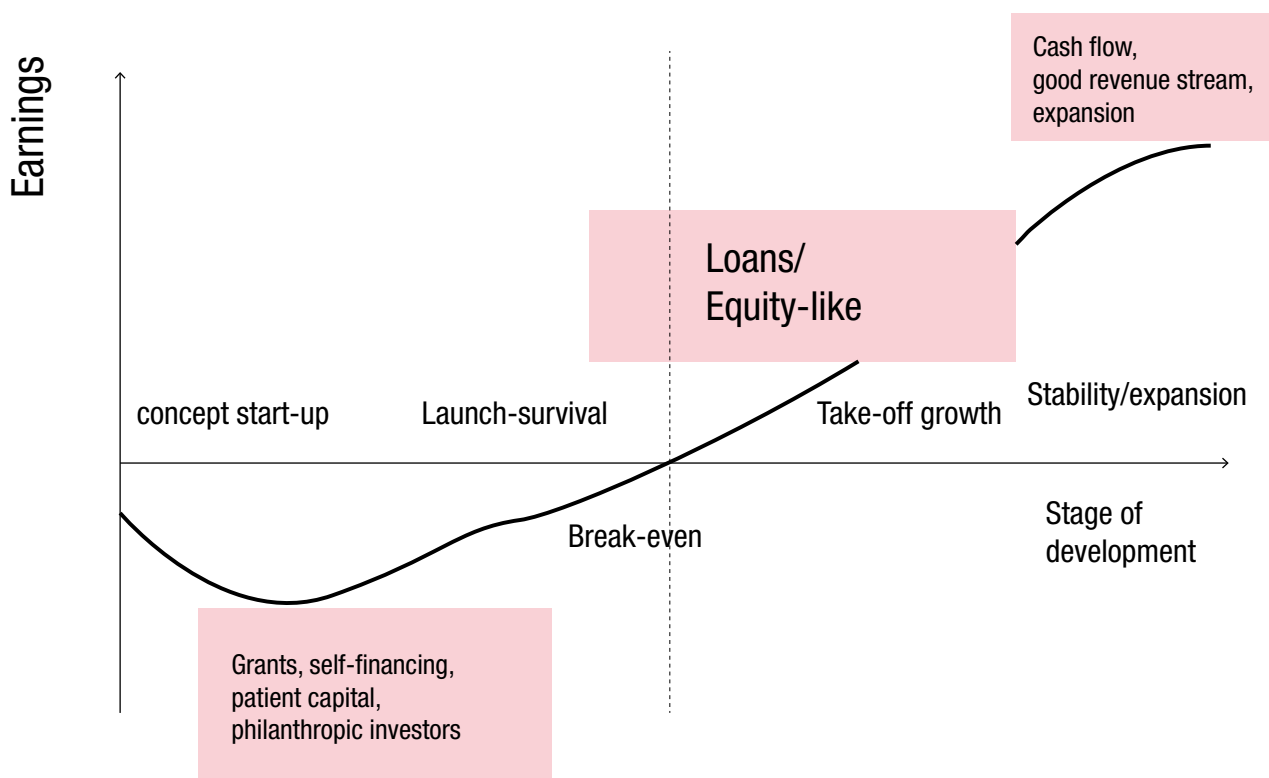 Earnings
Cash flow,
good revenue stream,
expansion
Loans/
Equity-like
concept start-up
Launch-survival
Take-off growth
Stability/expansion
Break-even
Stage of
development
Grants, self-financing,
patient capital,
philanthropic investors